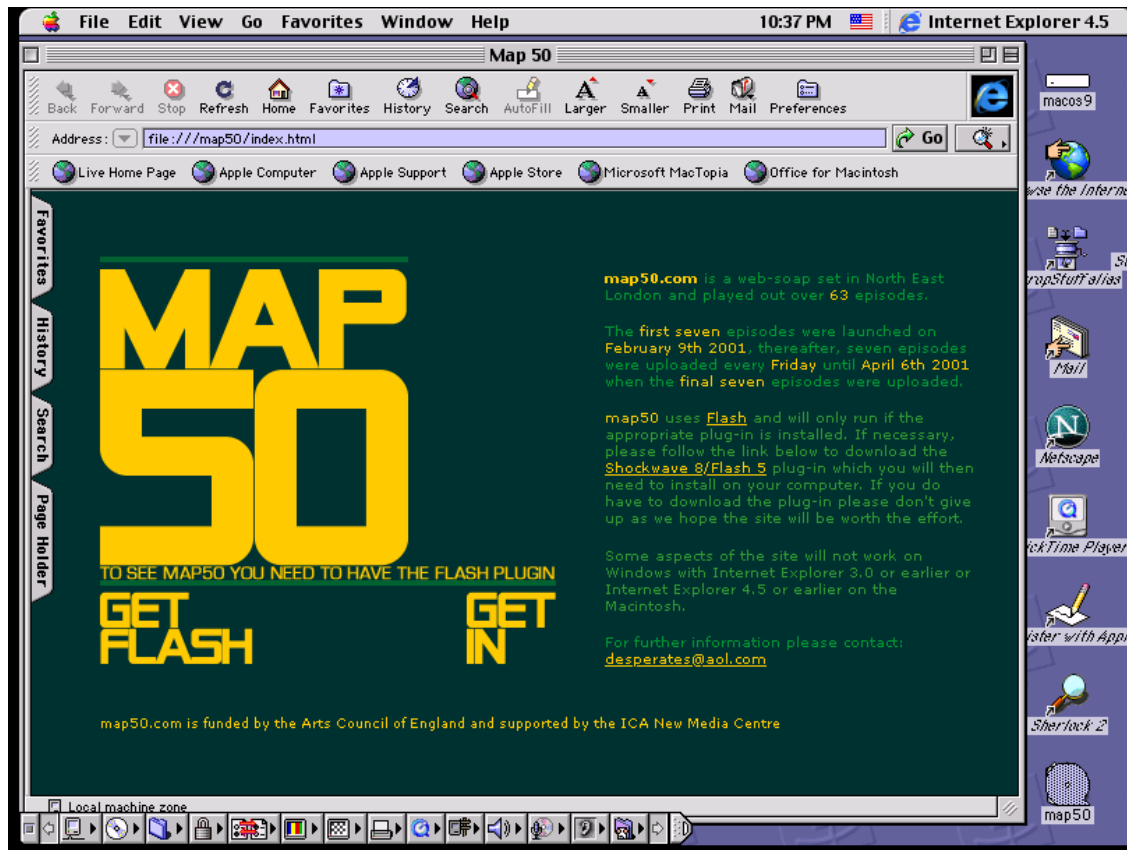 File Edit View Go Favorites Window Help 10:37 PM Internet Explorer 4.5
Map 50
Back Forward Stop Refresh Home Favorites History Search AutoFill Larger Smaller Print Mail Preferences
Address: file:///map50/index.html Go
Live Home Page Apple Computer Apple Support Apple Store Microsoft MacTopia Office for Macintosh
Favorites
History
Search
Page Holder
MAP
50
TO SEE MAP50 YOU NEED TO HAVE THE FLASH PLUGIN
GET
FLASH
GET
IN
map50.com is a web-soap set in North East
London and played out over 63 episodes.
The first seven episodes were launched on
February 9th 2001, thereafter, seven episodes
were uploaded every Friday until April 6th 2001
when the final seven episodes were uploaded.
map50 uses Flash and will only run if the
appropriate plug-in is installed. If necessary,
please follow the link below to download the
Shockwave 8/Flash 5 plug-in which you will then
need to install on your computer. If you do
have to download the plug-in please don't give
up as we hope the site will be worth the effort.
Some aspects of the site will not work on
Windows with Internet Explorer 3.0 or earlier or
Internet Explorer 4.5 or earlier on the
Macintosh.
For further information please contact:
desperates@aol.com
map50.com is funded by the Arts Council of England and supported by the ICA New Media Centre
Local machine zone
macos9
wse the Interne
ropStuff alias
Mail
N
Netscape
ickTime Player
ister with App
Sherlock 2
map50